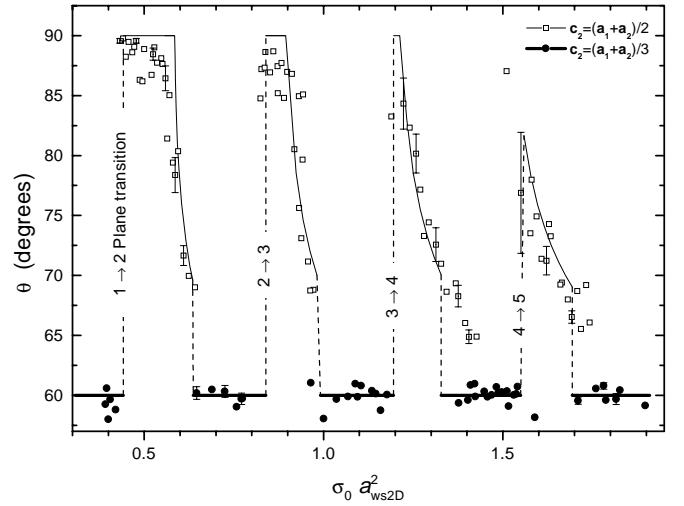 c₂=(a₁+a₂)/2
c₂=(a₁+a₂)/3
90
85
80
75
70
65
60
θ (degrees)
1 → 2 Plane transition
2 → 3
3 → 4
4 → 5
0.5
1.0
1.5
σ₀ a²ws2D